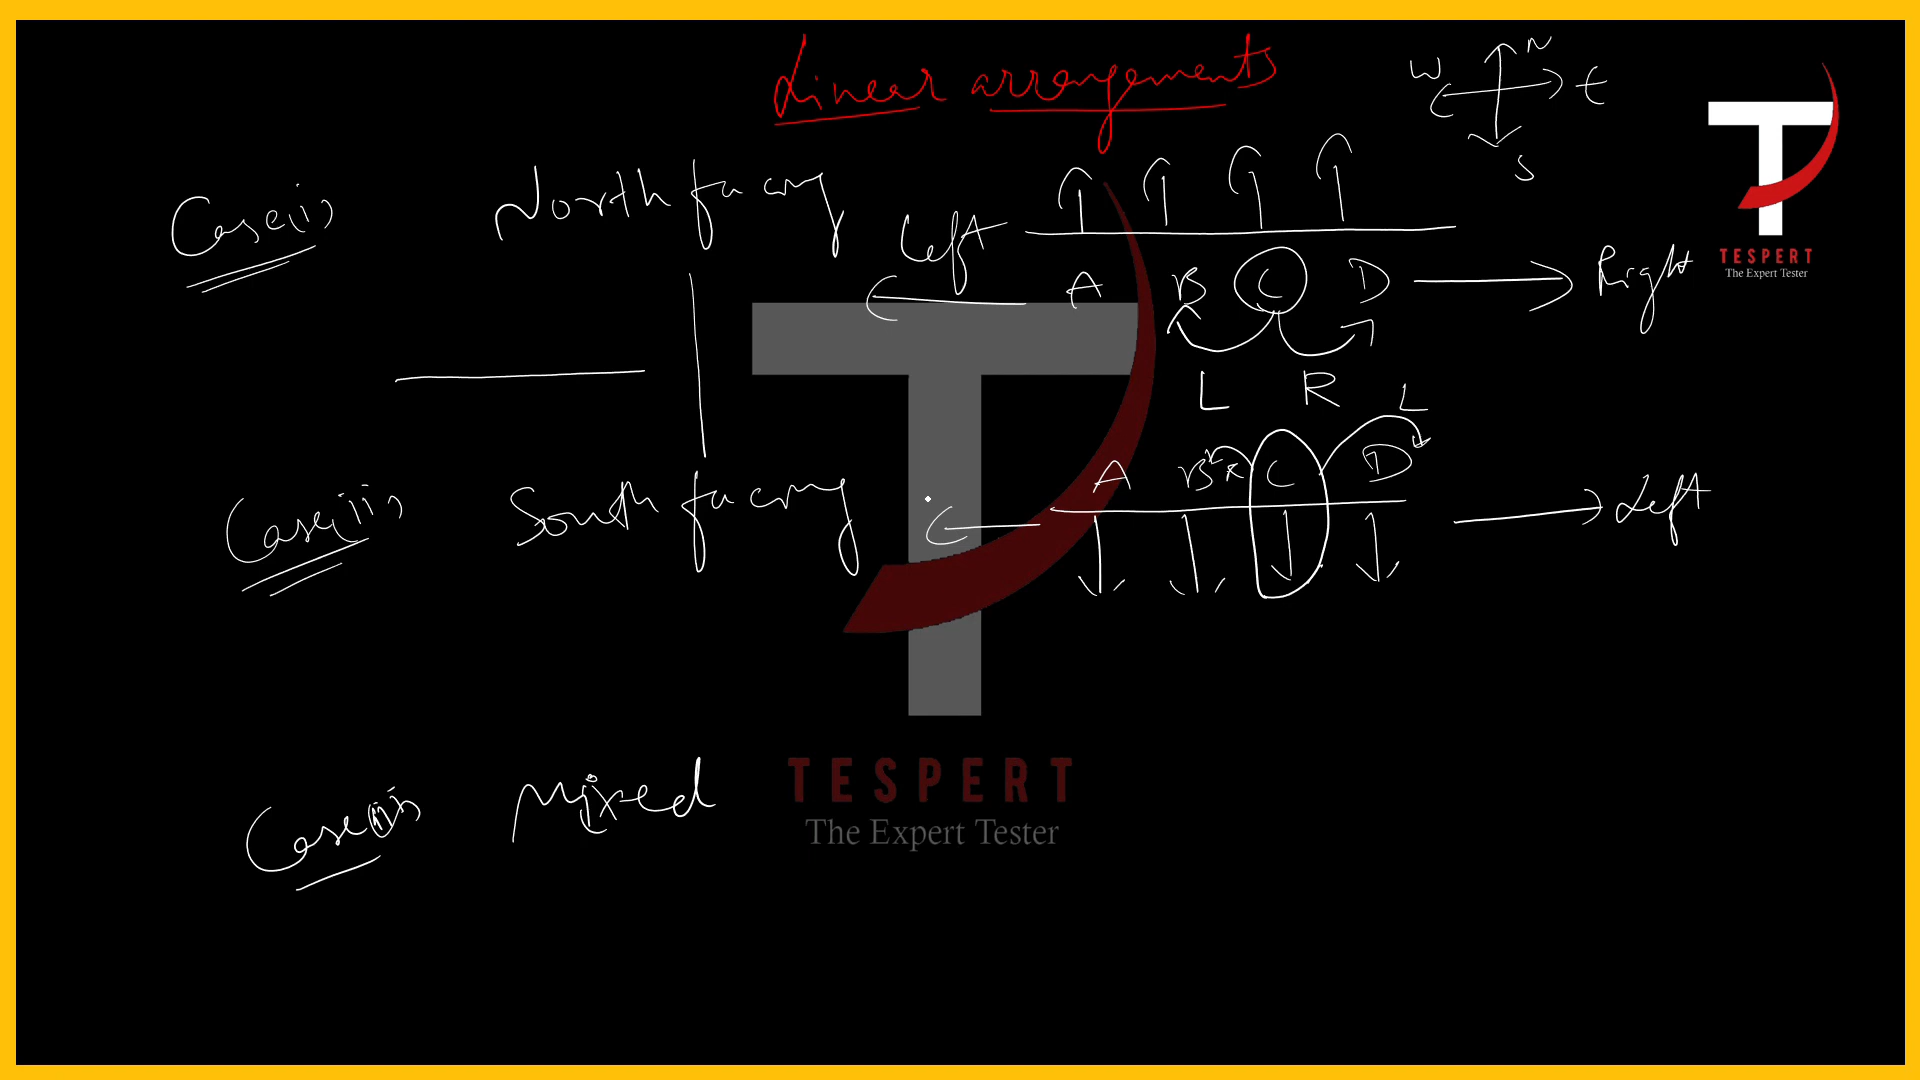 Linear arrangements
N
W
E
S
TESPERT
The Expert Tester
Case(i) North facing Left Right
A B C D
L R
L
Case(ii) South facing A B R C D Left
TESPERT
The Expert Tester
Case(iii) Mixed